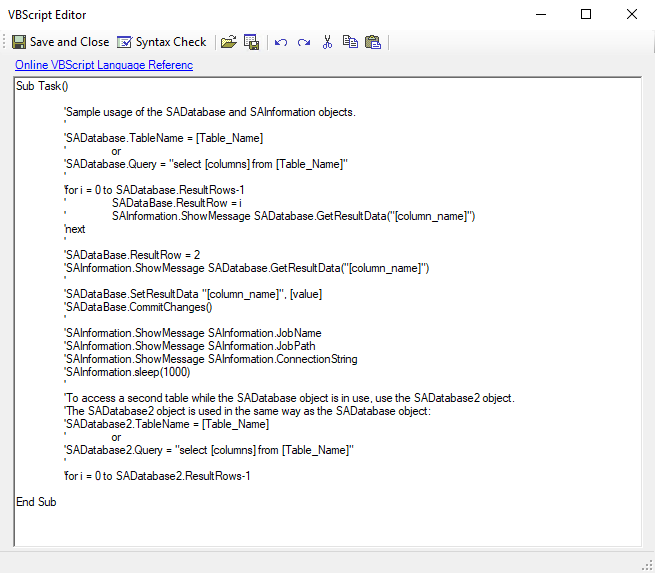 VBScript Editor
Save and Close Syntax Check
Online VBScript Language Referenc
Sub Task()
'Sample usage of the SADatabase and SAInformation objects.
'
'SADatabase.TableName = [Table_Name]
' or
'SADatabase.Query = "select [columns] from [Table_Name]"
'
'for i = 0 to SADatabase.ResultRows-1
' SADataBase.ResultRow = i
' SAInformation.ShowMessage SADatabase.GetResultData("[column_name]")
'next
'
'SADataBase.ResultRow = 2
'SAInformation.ShowMessage SADatabase.GetResultData("[column_name]")
'
'SADataBase.SetResultData "[column_name]", [value]
'SADataBase.CommitChanges()
'
'SAInformation.ShowMessage SAInformation.JobName
'SAInformation.ShowMessage SAInformation.JobPath
'SAInformation.ShowMessage SAInformation.ConnectionString
'SAInformation.sleep(1000)
'
'To access a second table while the SADatabase object is in use, use the SADatabase2 object.
'The SADatabase2 object is used in the same way as the SADatabase object:
'SADatabase2.TableName = [Table_Name]
' or
'SADatabase2.Query = "select [columns] from [Table_Name]"
'
'for i = 0 to SADatabase2.ResultRows-1
End Sub